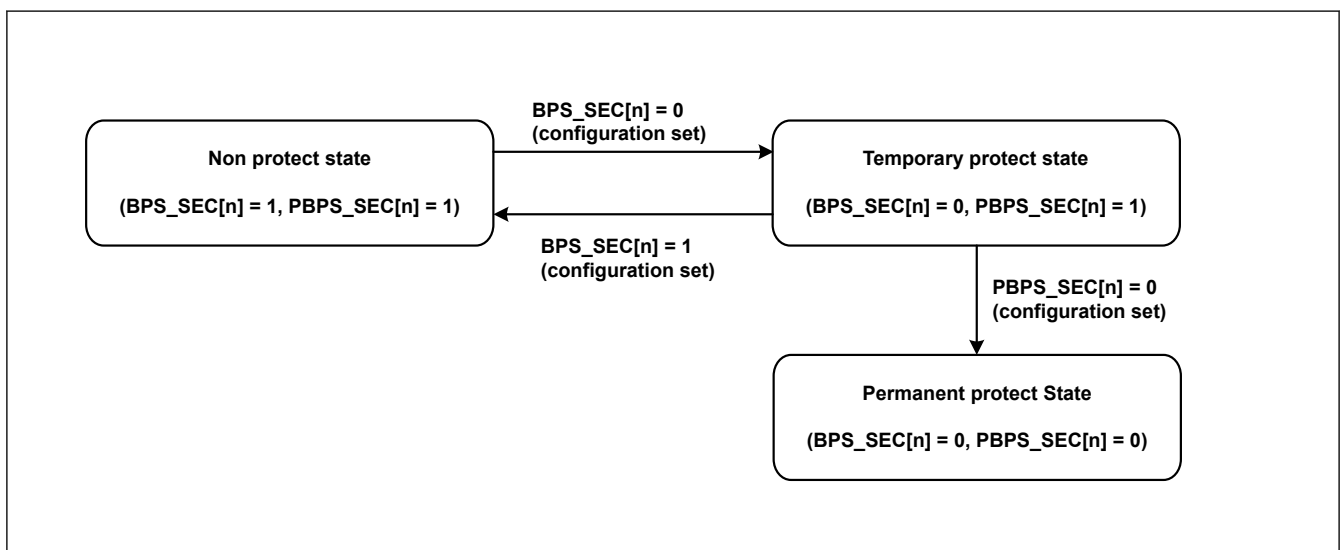 BPS_SEC[n] = 0
(configuration set)
Non protect state
(BPS_SEC[n] = 1, PBPS_SEC[n] = 1)
Temporary protect state
(BPS_SEC[n] = 0, PBPS_SEC[n] = 1)
BPS_SEC[n] = 1
(configuration set)
PBPS_SEC[n] = 0
(configuration set)
Permanent protect State
(BPS_SEC[n] = 0, PBPS_SEC[n] = 0)